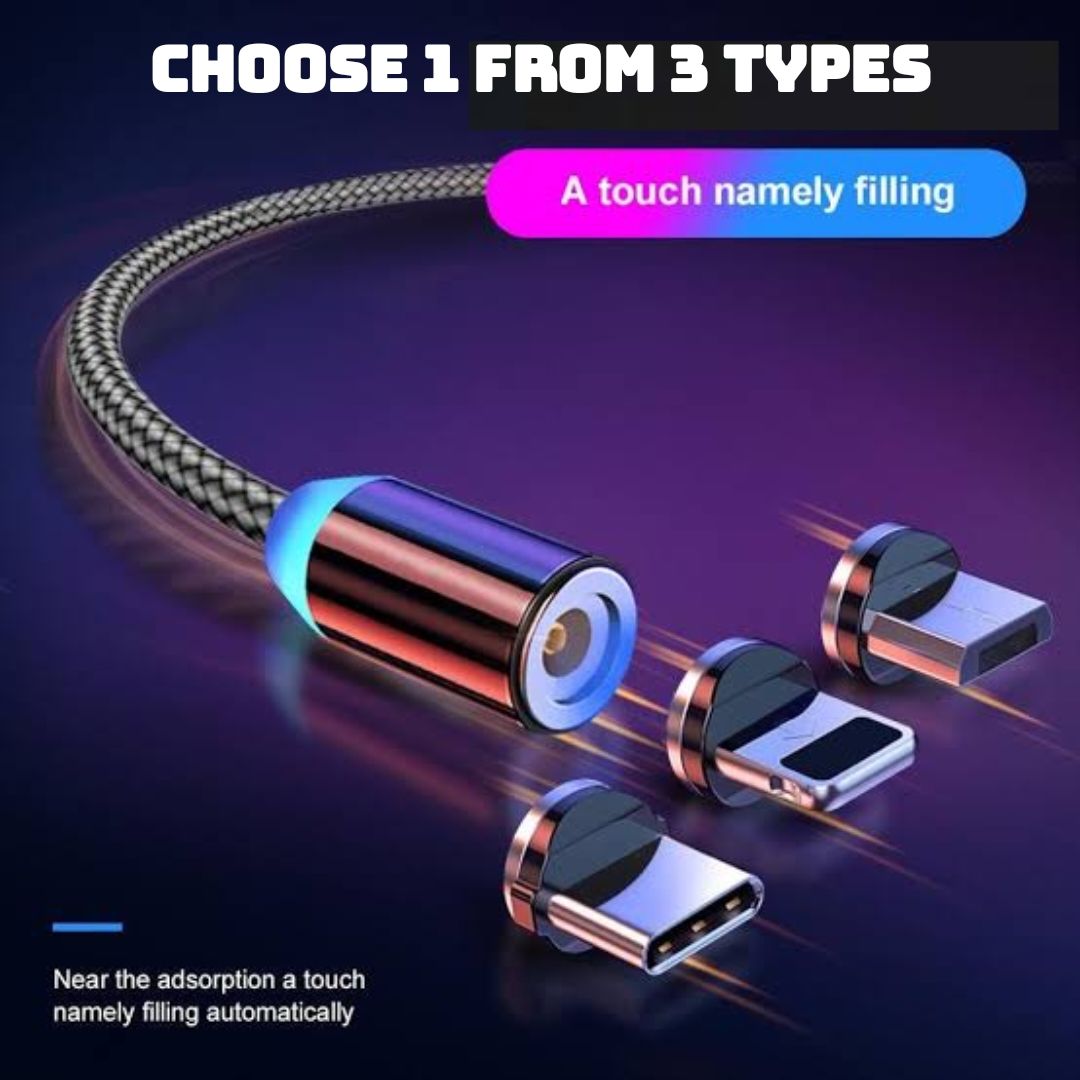 CHOOSE 1 FROM 3 TYPES
A touch namely filling
Near the adsorption a touch
namely filling automatically